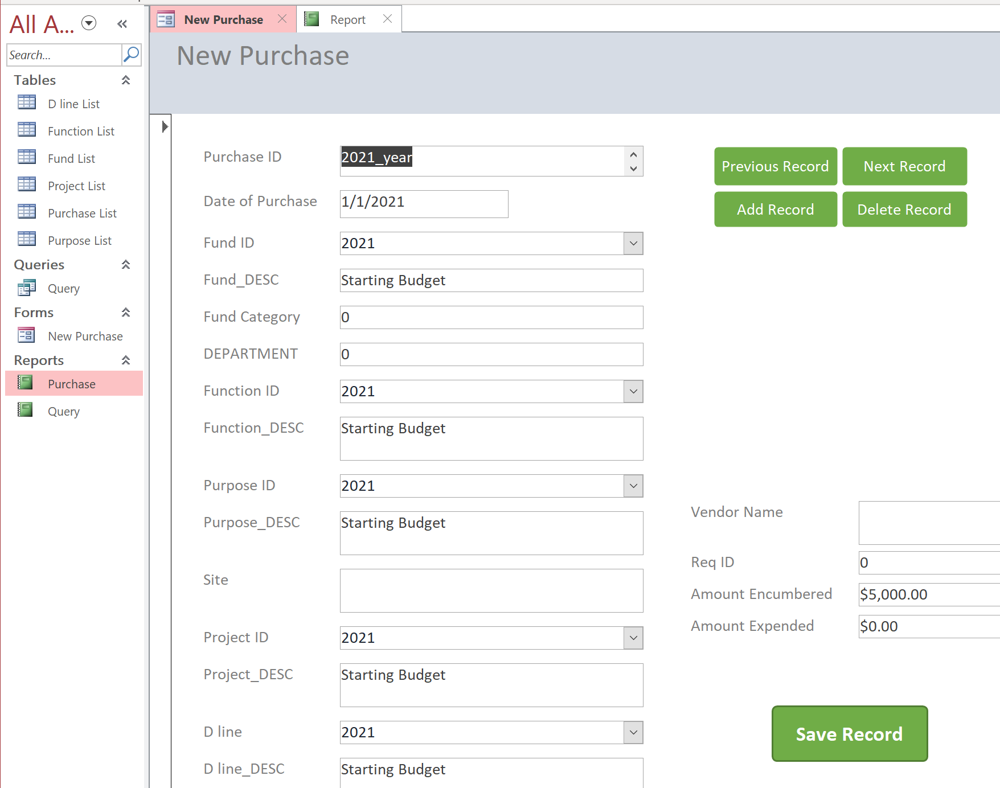 All A...
Search...
Tables
D line List
Function List
Fund List
Project List
Purchase List
Purpose List
Queries
Query
Forms
New Purchase
Reports
Purchase
Query
New Purchase
Report
New Purchase
Purchase ID
2021_year
Date of Purchase
1/1/2021
Fund ID
2021
Fund_DESC
Starting Budget
Fund Category
0
DEPARTMENT
0
Function ID
2021
Function_DESC
Starting Budget
Purpose ID
2021
Purpose_DESC
Starting Budget
Site
Project ID
2021
Project_DESC
Starting Budget
D line
2021
D line_DESC
Starting Budget
Previous Record
Next Record
Add Record
Delete Record
Vendor Name
Req ID
0
Amount Encumbered
$5,000.00
Amount Expended
$0.00
Save Record